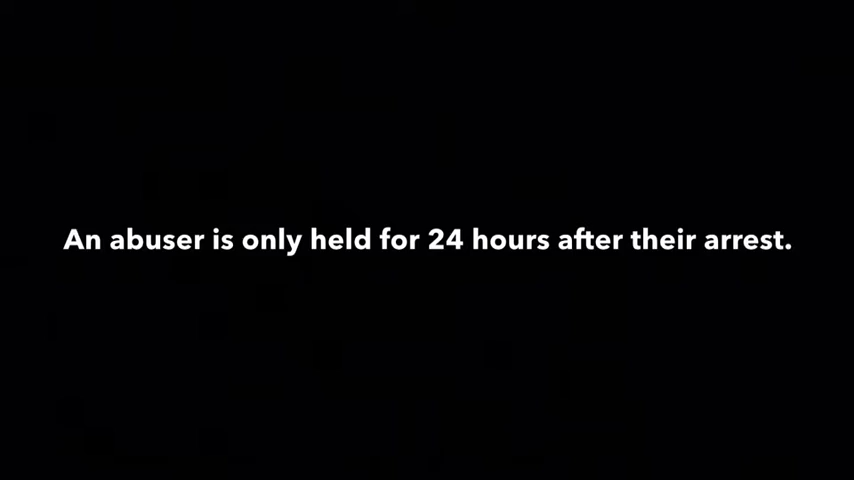 An abuser is only held for 24 hours after their arrest.